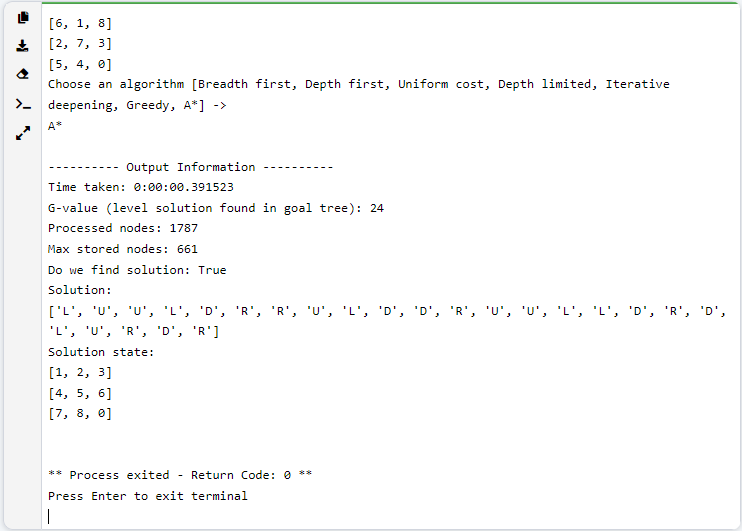 [6, 1, 8]
[2, 7, 3]
[5, 4, 0]
Choose an algorithm [Breadth first, Depth first, Uniform cost, Depth limited, Iterative
deepening, Greedy, A*] ->
A*
---------- Output Information ----------
Time taken: 0:00:00.391523
G-value (level solution found in goal tree): 24
Processed nodes: 1787
Max stored nodes: 661
Do we find solution: True
Solution:
['L', 'U', 'U', 'L', 'D', 'R', 'R', 'U', 'L', 'D', 'D', 'R', 'U', 'U', 'L', 'L', 'D', 'R', 'D',
'L', 'U', 'R', 'D', 'R']
Solution state:
[1, 2, 3]
[4, 5, 6]
[7, 8, 0]
** Process exited - Return Code: 0 **
Press Enter to exit terminal